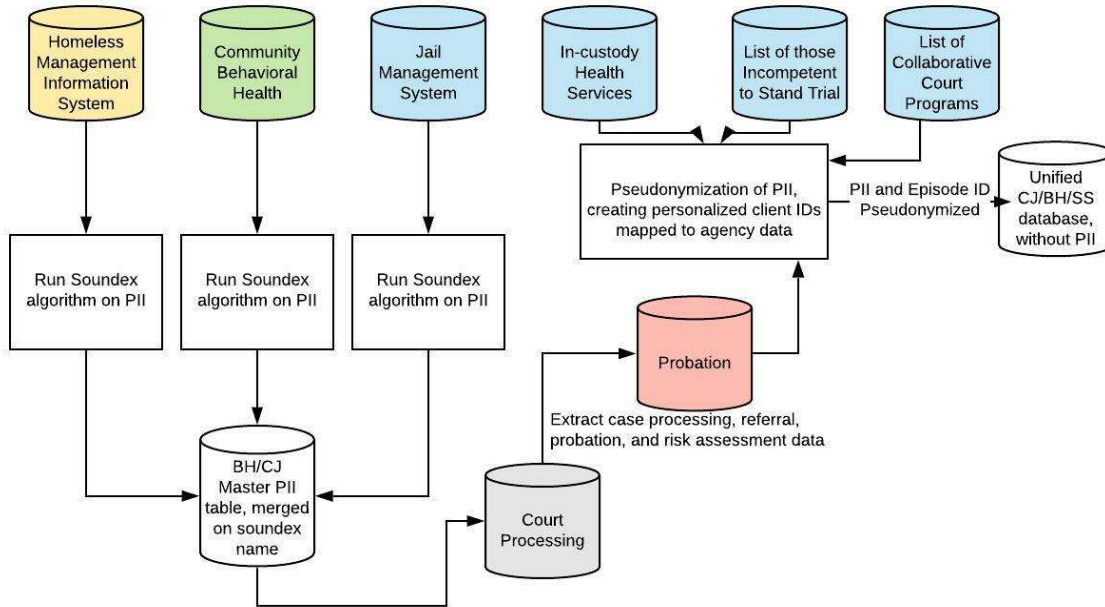 Homeless
Management
Information
System
Community
Behavioral
Health
Jail
Management
System
In-custody
Health
Services
List of those
Incompetent
to Stand Trial
List of
Collaborative
Court
Programs
Pseudonymization of PII,
creating personalized client IDs
mapped to agency data
PII and Episode ID
Pseudonymized
Unified
CJ/BH/SS
database,
without PII
Run Soundex
algorithm on PII
Run Soundex
algorithm on PII
Run Soundex
algorithm on PII
Probation
Extract case processing, referral,
probation, and risk assessment data
BH/CJ
Master PII
table, merged
on soundex
name
Court
Processing